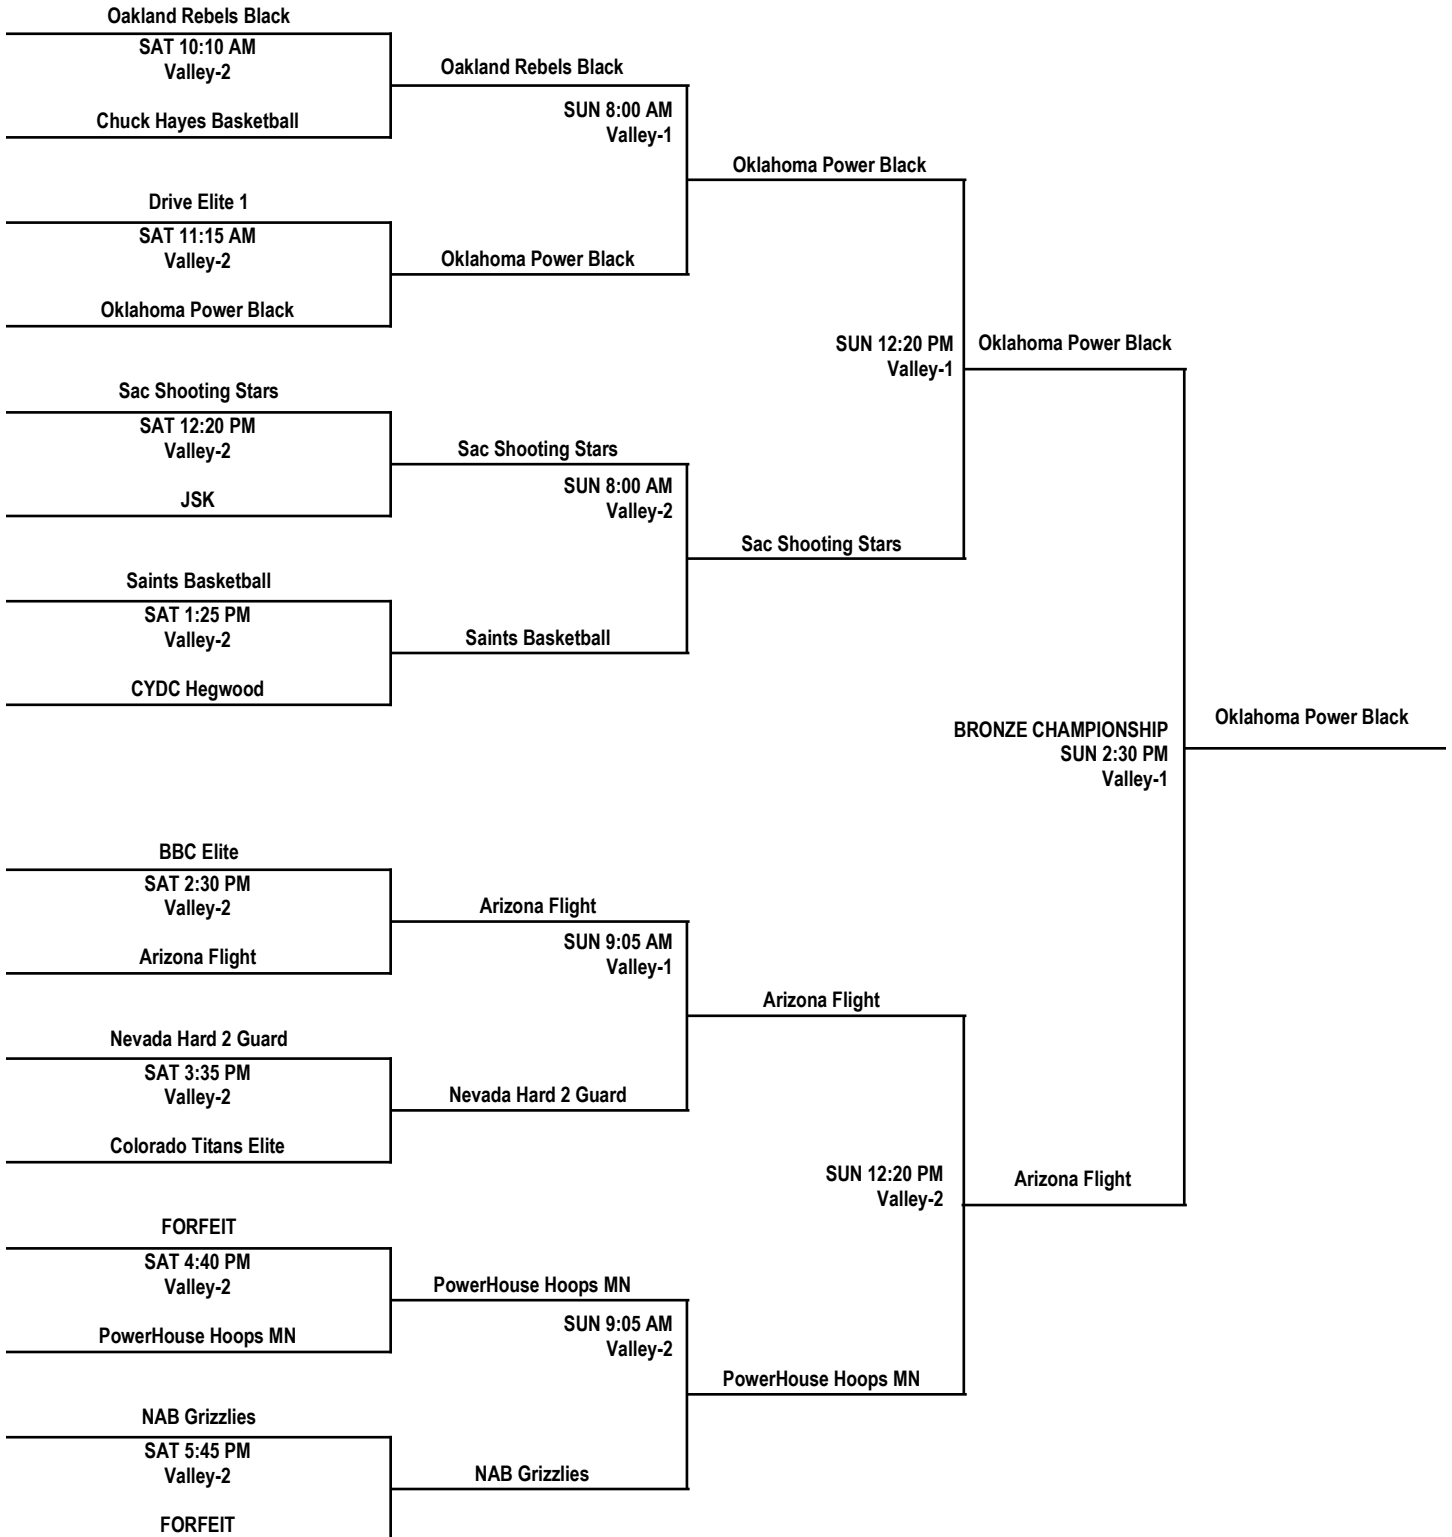 Oakland Rebels Black
SAT 10:10 AM
Valley-2
Chuck Hayes Basketball
Oakland Rebels Black
SUN 8:00 AM
Valley-1
Drive Elite 1
SAT 11:15 AM
Valley-2
Oklahoma Power Black
Oklahoma Power Black
Oklahoma Power Black
SUN 12:20 PM
Valley-1
Oklahoma Power Black
Sac Shooting Stars
SAT 12:20 PM
Valley-2
JSK
Sac Shooting Stars
SUN 8:00 AM
Valley-2
Sac Shooting Stars
Saints Basketball
SAT 1:25 PM
Valley-2
CYDC Hegwood
Saints Basketball
BRONZE CHAMPIONSHIP
SUN 2:30 PM
Valley-1
Oklahoma Power Black
BBC Elite
SAT 2:30 PM
Valley-2
Arizona Flight
Arizona Flight
SUN 9:05 AM
Valley-1
Arizona Flight
Nevada Hard 2 Guard
SAT 3:35 PM
Valley-2
Colorado Titans Elite
Nevada Hard 2 Guard
SUN 12:20 PM
Valley-2
Arizona Flight
FORFEIT
SAT 4:40 PM
Valley-2
PowerHouse Hoops MN
PowerHouse Hoops MN
SUN 9:05 AM
Valley-2
PowerHouse Hoops MN
NAB Grizzlies
SAT 5:45 PM
Valley-2
FORFEIT
NAB Grizzlies